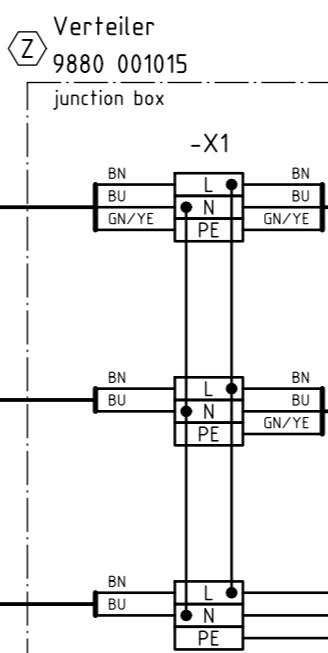 Verteiler
Z
9880 001015
junction box
-X1
BN L BN
BU N BU
GN/YE PE GN/YE
BN L BN
BU N BU
PE GN/YE
BN L
BU N
PE